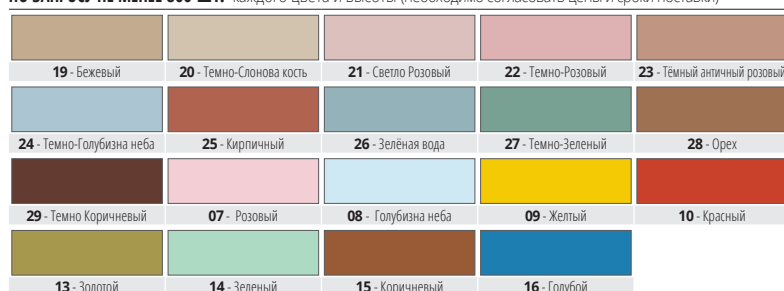 каждого цвета и высоты (необходимо согласовать цены и сроки поставки)
19 - Бежевый
20 - Темно-Слонова кость
21 - Светло Розовый
22 - Темно-Розовый
23 - Тёмный античный розовый
24 - Темно-Голубизна неба
25 - Кирпичный
26 - Зелёная вода
27 - Темно-Зеленый
28 - Орех
29 - Темно Коричневый
07 - Розовый
08 - Голубизна неба
09 - Желтый
10 - Красный
13 - Золотой
14 - Зеленый
15 - Коричневый
16 - Голубой